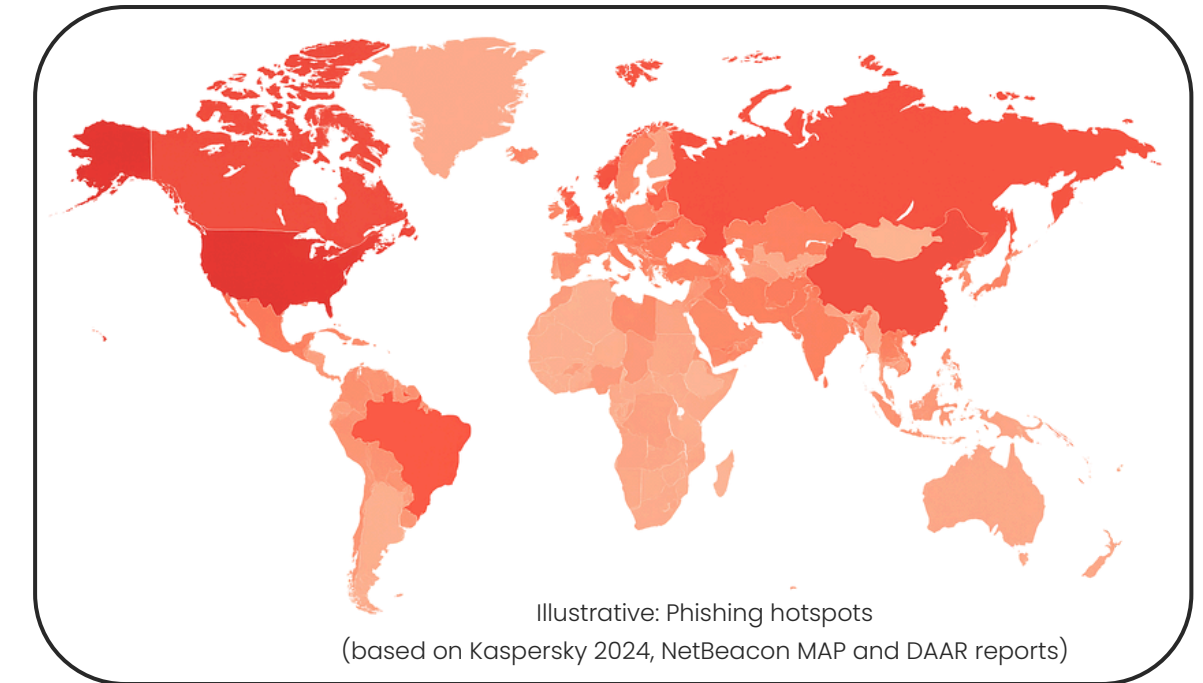 Illustrative: Phishing hotspots
(based on Kaspersky 2024, NetBeacon MAP and DAAR reports)